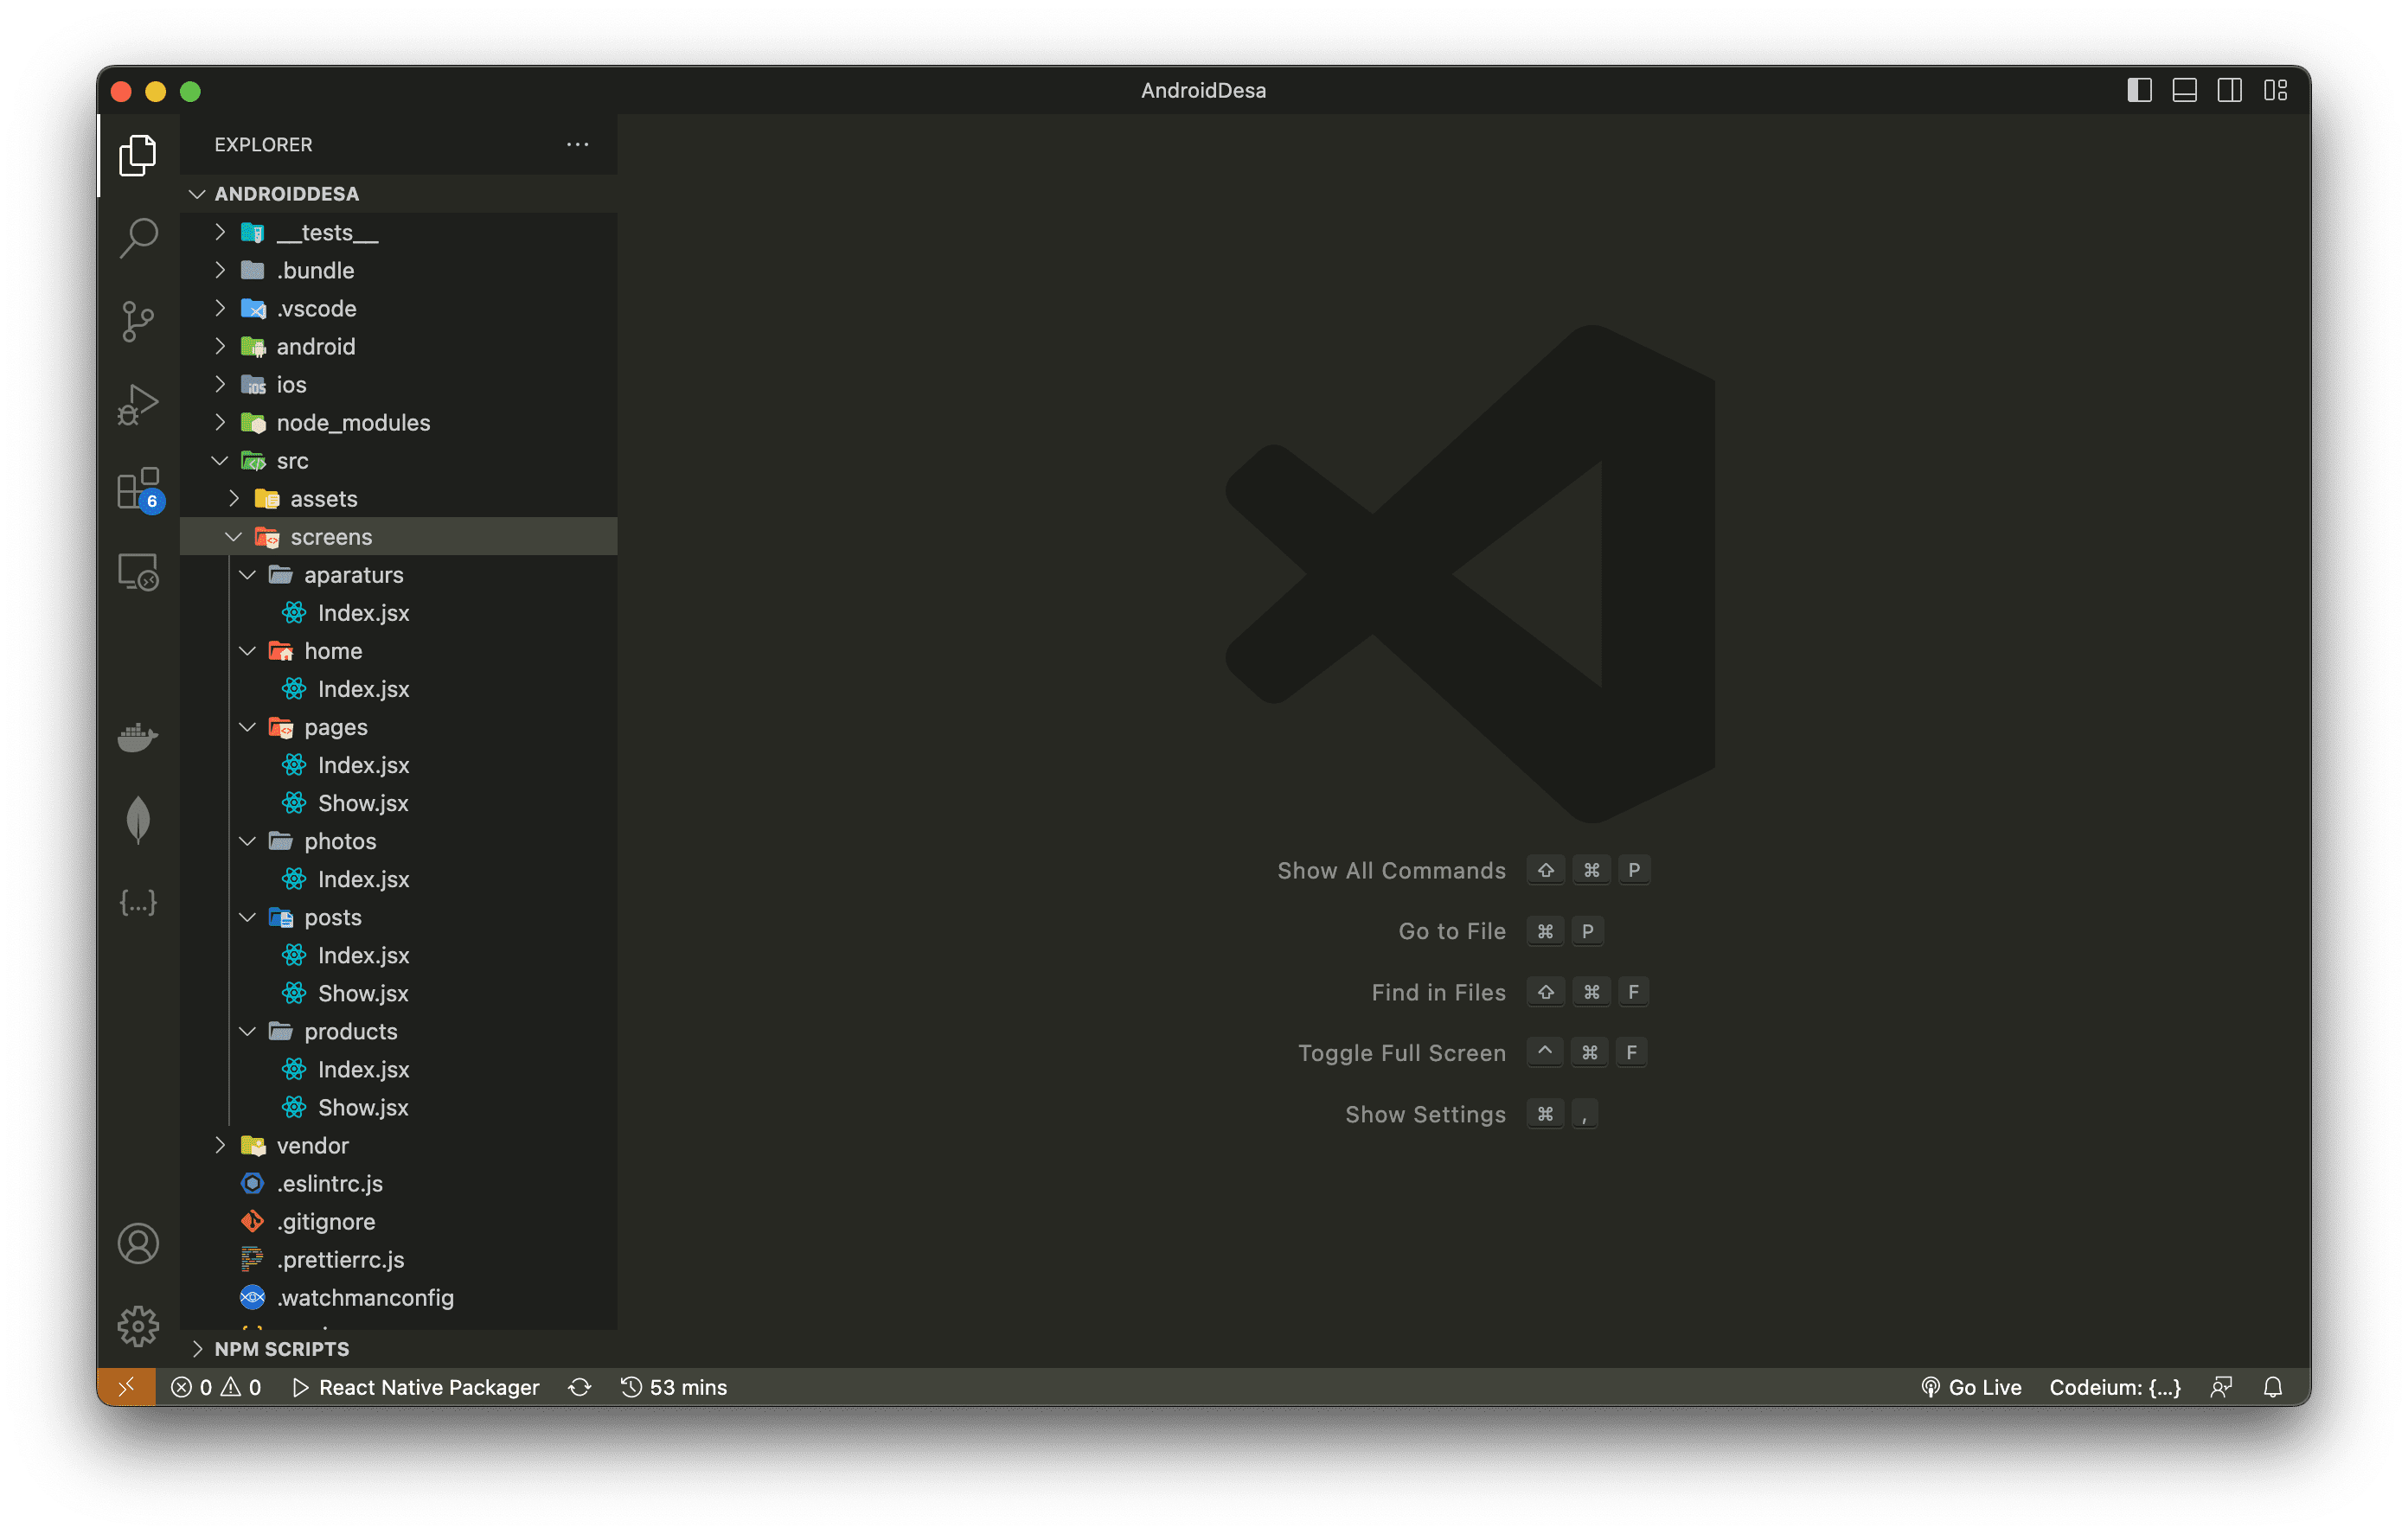 AndroidDesa
EXPLORER
ANDROIDDESA
__tests__
.bundle
.vscode
android
ios
node_modules
src
assets
screens
aparaturs
Index.jsx
home
Index.jsx
pages
Index.jsx
Show.jsx
photos
Index.jsx
posts
Index.jsx
Show.jsx
products
Index.jsx
Show.jsx
vendor
.eslintrc.js
.gitignore
.prettierrc.js
.watchmanconfig
NPM SCRIPTS
6
{...}
Show All Commands ⇧ ⌘ P
Go to File ⌘ P
Find in Files ⇧ ⌘ F
Toggle Full Screen ^ ⌘ F
Show Settings ⌘ ,
0 0 React Native Packager 53 mins Go Live Codeium: {...}